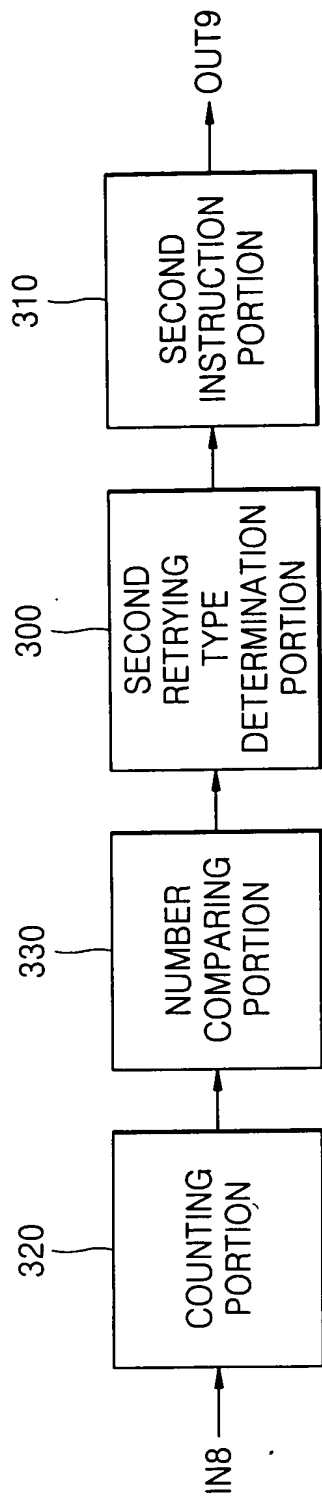 IN8
320
COUNTING
PORTION
330
NUMBER
COMPARING
PORTION
300
SECOND
RETRYING
TYPE
DETERMINATION
PORTION
310
SECOND
INSTRUCTION
PORTION
OUT9